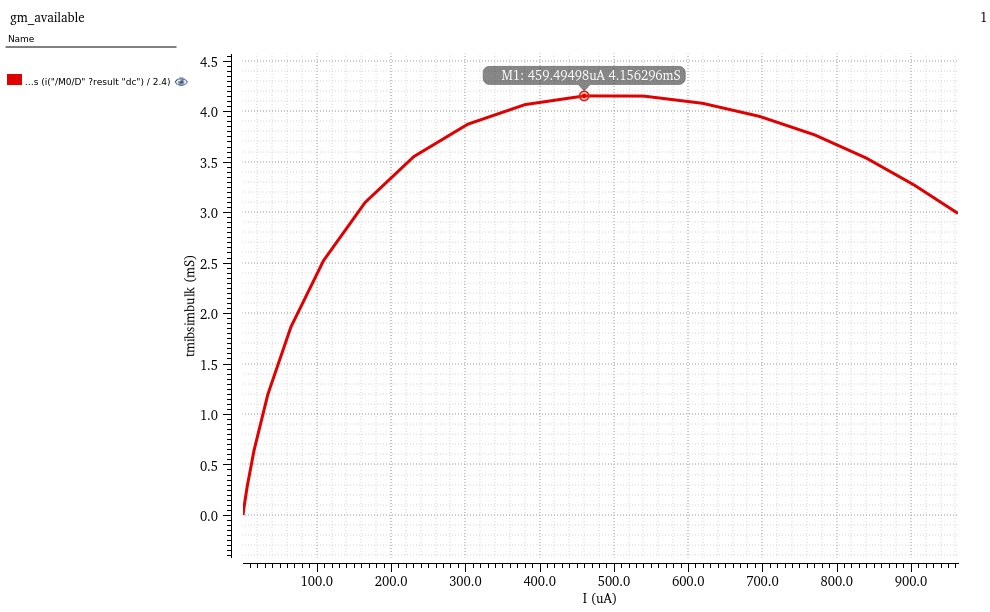 gm_available
1
Name
...s (i("/M0/D" ?result "dc") / 2.4)
M1: 459.49498uA 4.156296mS
4.5
4.0
3.5
3.0
2.5
2.0
1.5
1.0
0.5
0.0
tmibsimbulk (mS)
100.0 200.0 300.0 400.0 500.0 600.0 700.0 800.0 900.0
I (uA)